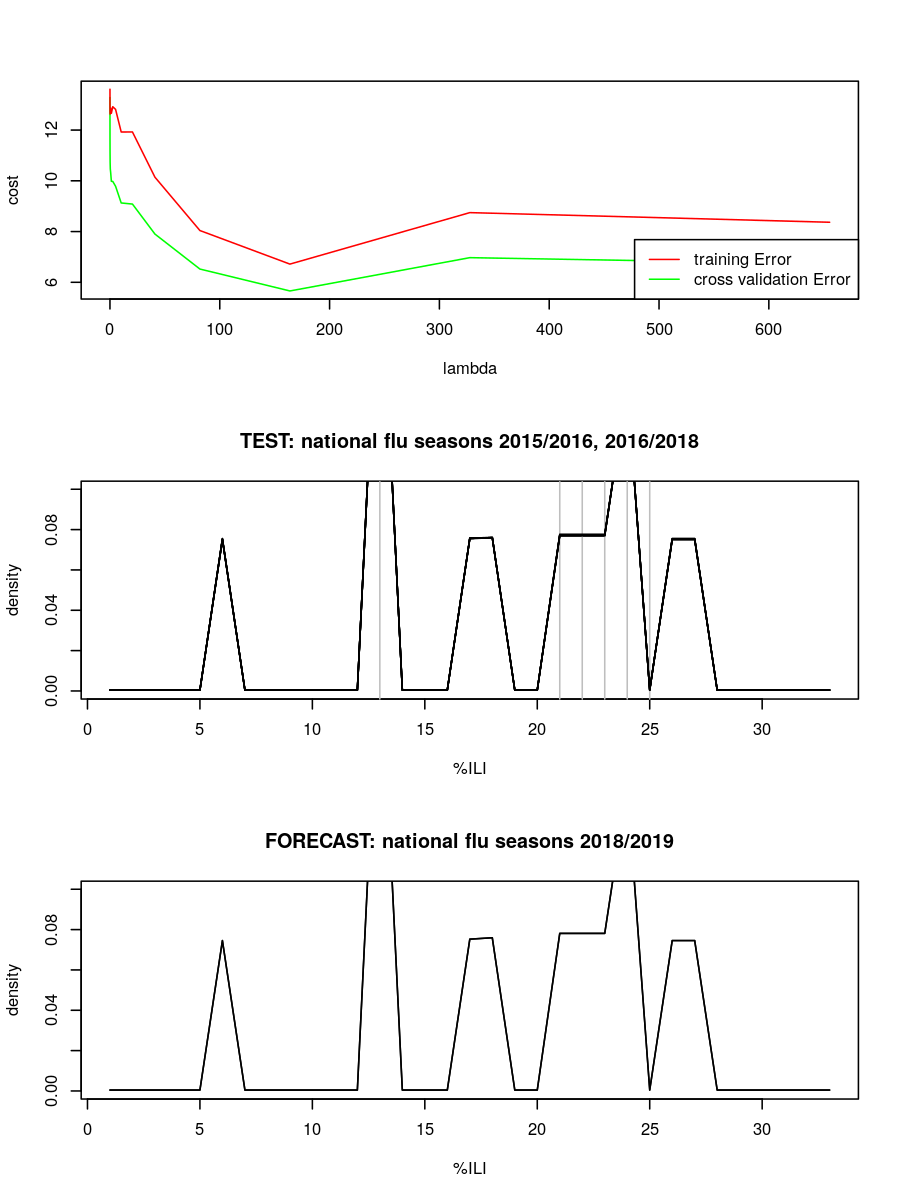 cost
12
10
8
6
training Error
cross validation Error
0 100 200 300 400 500 600
lambda
TEST: national flu seasons 2015/2016, 2016/2018
density
0.08
0.04
0.00
0 5 10 15 20 25 30
%ILI
FORECAST: national flu seasons 2018/2019
density
0.08
0.04
0.00
0 5 10 15 20 25 30
%ILI